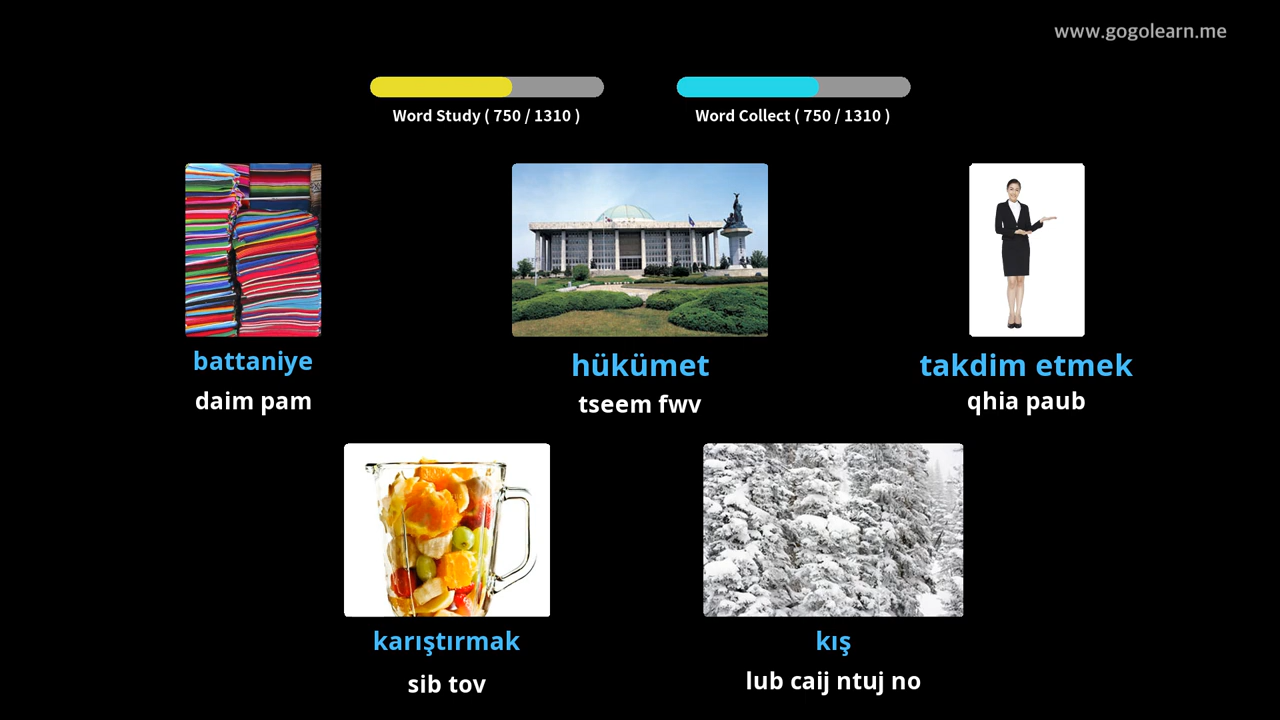 www.gogolearn.me
Word Study ( 750 / 1310 )
Word Collect ( 750 / 1310 )
battaniye
daim pam
hükümet
tseem fwv
takdim etmek
qhia paub
karıştırmak
sib tov
kış
lub caij ntuj no